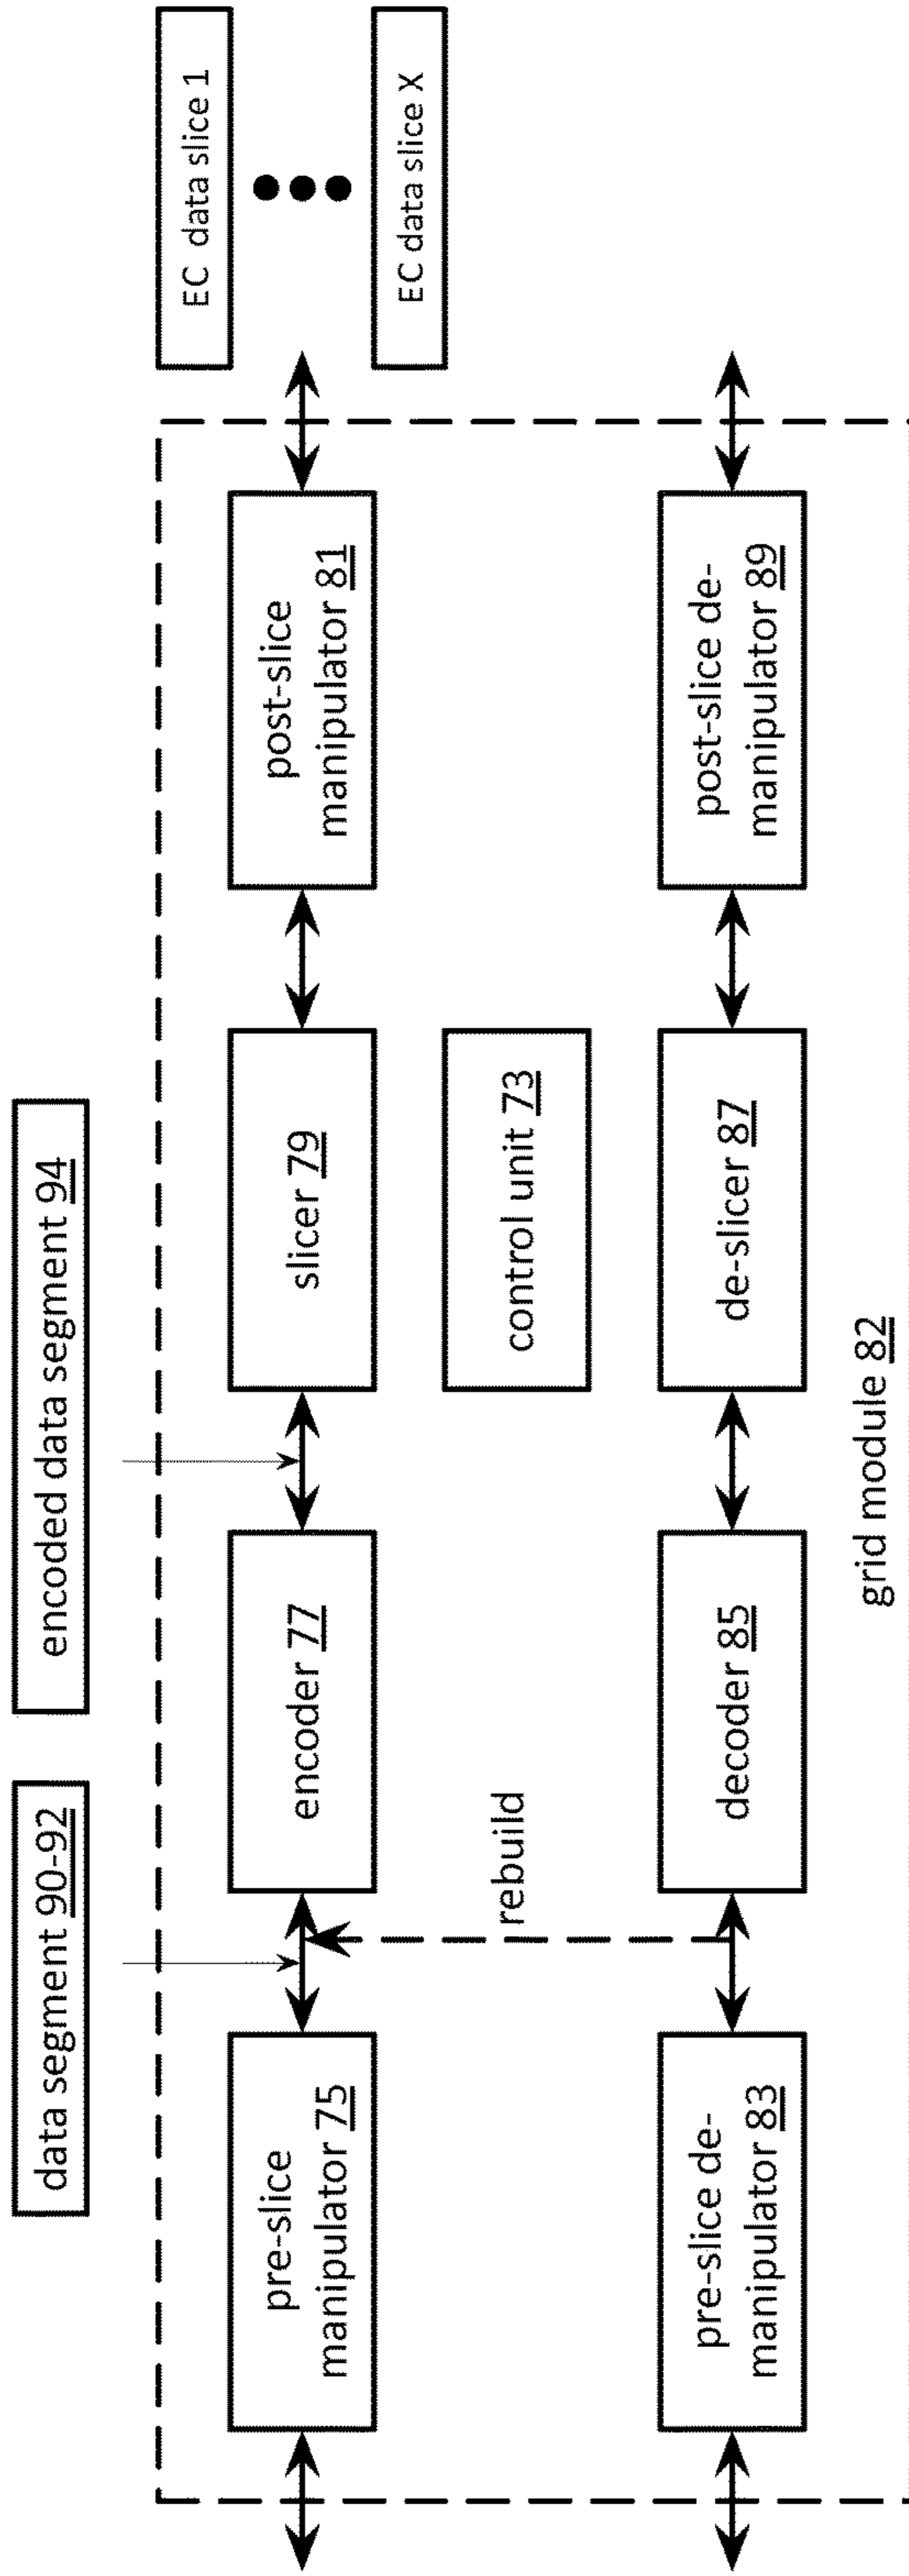 data segment 90-92
encoded data segment 94
EC data slice 1
EC data slice X
pre-slice
manipulator 75
encoder 77
slicer 79
post-slice
manipulator 81
rebuild
control unit 73
pre-slice de-
manipulator 83
decoder 85
de-slicer 87
post-slice de-
manipulator 89
grid module 82